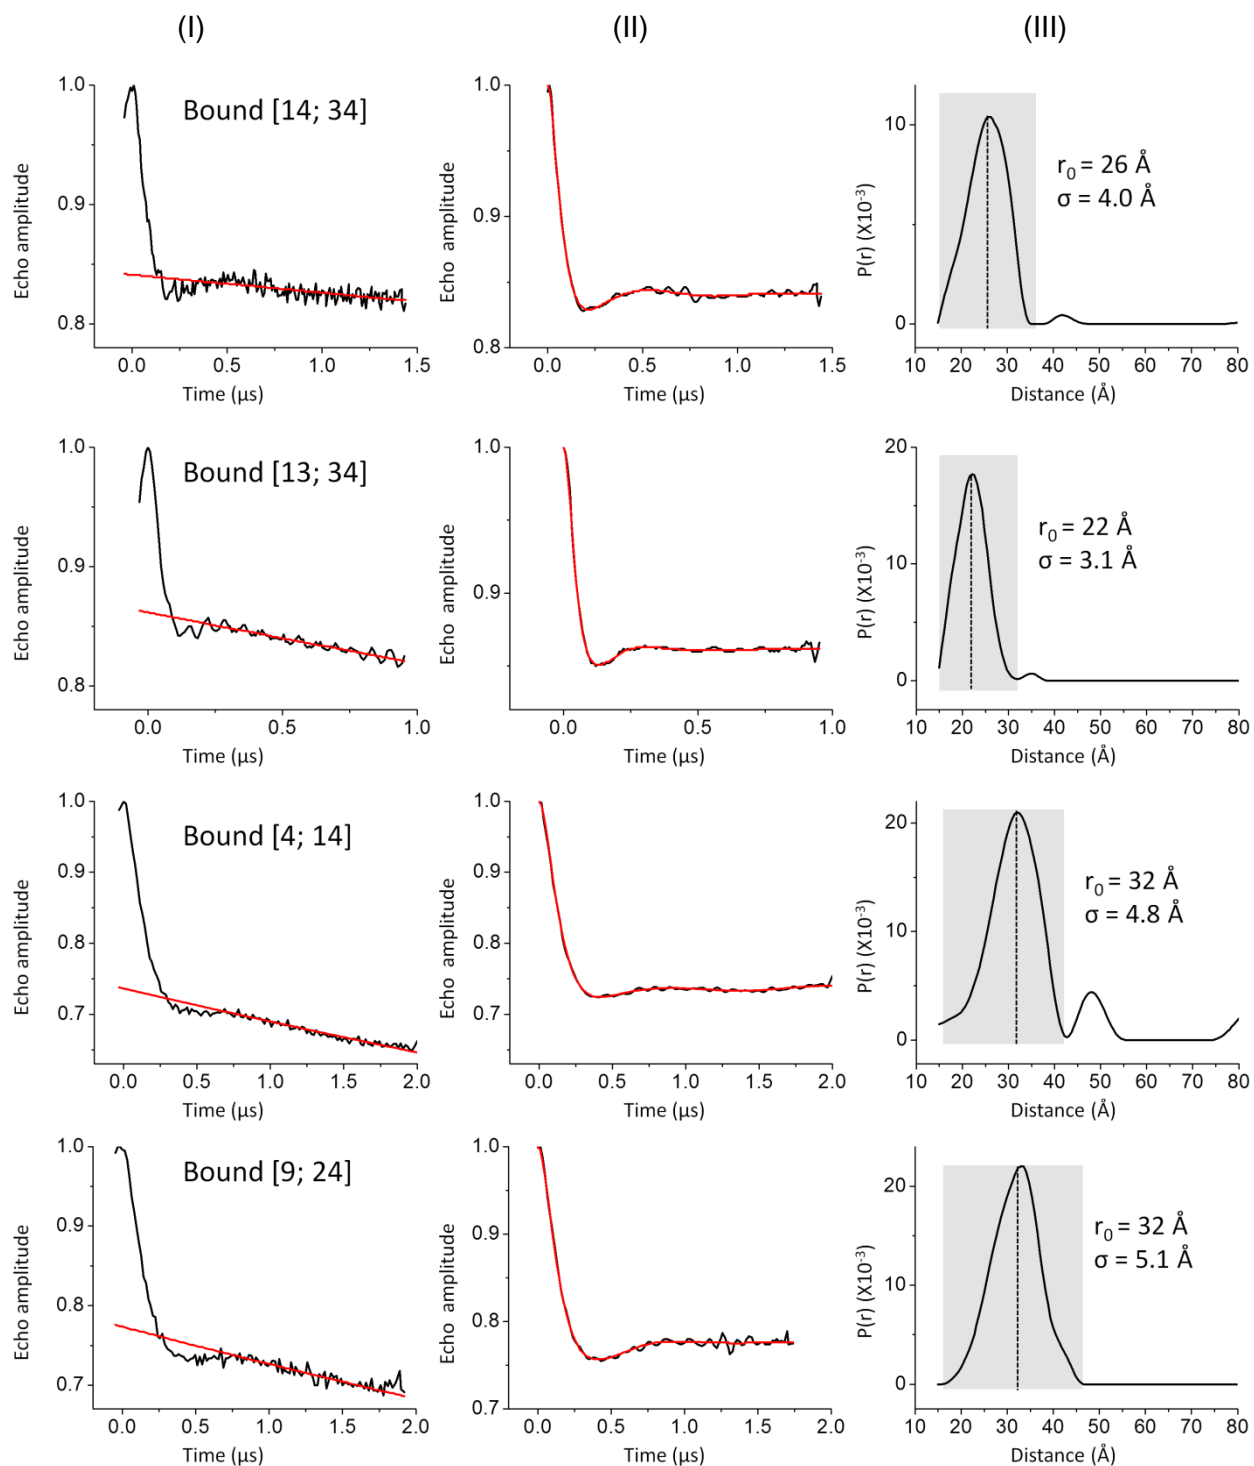 (I) (II) (III)
Bound [14; 34]
Echo amplitude
1.0
0.9
0.8
0.0 0.5 1.0 1.5
Time (μs)
Echo amplitude
1.0
0.9
0.8
0.0 0.5 1.0
Time (μs)
P(r) (X10⁻³)
10
0
10 20 30 40 50 60 70 80
Distance (Å)
r₀ = 26 Å
σ = 4.0 Å
Bound [13; 34]
Echo amplitude
1.0
0.9
0.8
0.0 0.5 1.0
Time (μs)
Echo amplitude
1.0
0.9
0.0 0.5 1.0
Time (μs)
P(r) (X10⁻³)
20
10
0
10 20 30 40 50 60 70 80
Distance (Å)
r₀ = 22 Å
σ = 3.1 Å
Bound [4; 14]
Echo amplitude
1.0
0.9
0.8
0.7
0.0 0.5 1.0 1.5 2.0
Time (μs)
Echo amplitude
1.0
0.9
0.8
0.7
0.0 0.5 1.0 1.5 2.0
Time (μs)
P(r) (X10⁻³)
20
10
0
10 20 30 40 50 60 70 80
Distance (Å)
r₀ = 32 Å
σ = 4.8 Å
Bound [9; 24]
Echo amplitude
1.0
0.9
0.8
0.7
0.0 0.5 1.0 1.5 2.0
Time (μs)
Echo amplitude
1.0
0.9
0.8
0.7
0.0 0.5 1.0 1.5 2.0
Time (μs)
P(r) (X10⁻³)
20
10
0
10 20 30 40 50 60 70 80
Distance (Å)
r₀ = 32 Å
σ = 5.1 Å